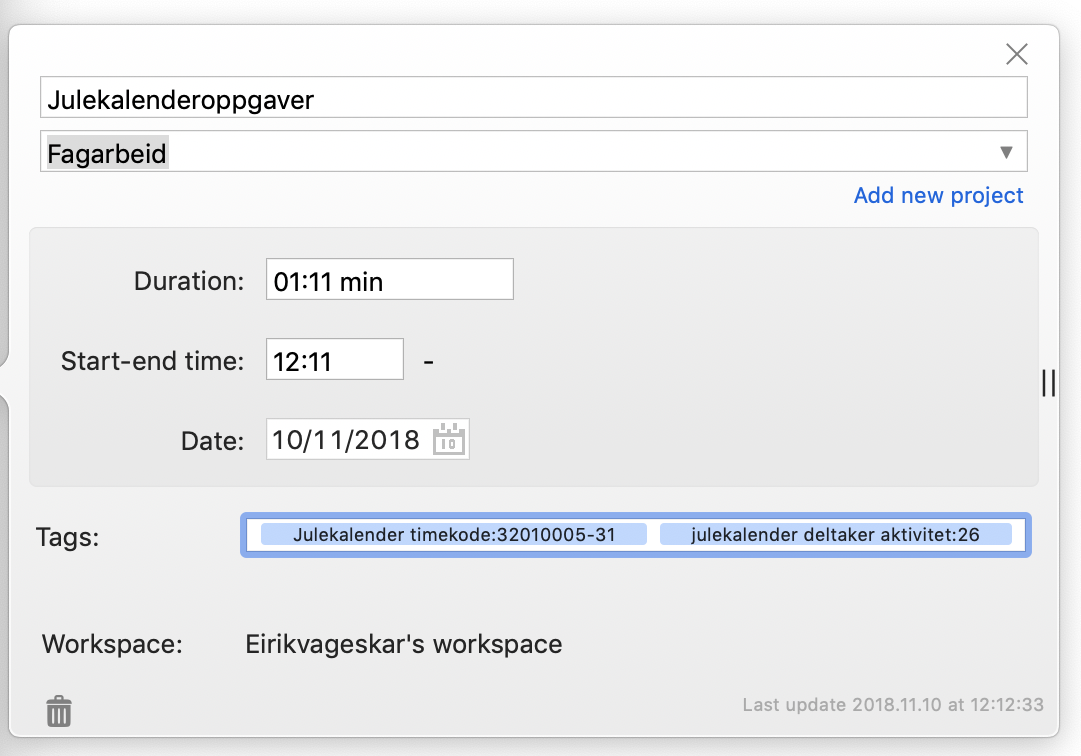 Julekalenderoppgaver
Fagarbeid ▼
Add new project
Duration: 01:11 min
Start-end time: 12:11 -
Date: 10/11/2018 10
Tags: Julekalender timekode:32010005-31 julekalender deltaker aktivitet:26
Workspace: Eirikvageskar's workspace
Last update 2018.11.10 at 12:12:33